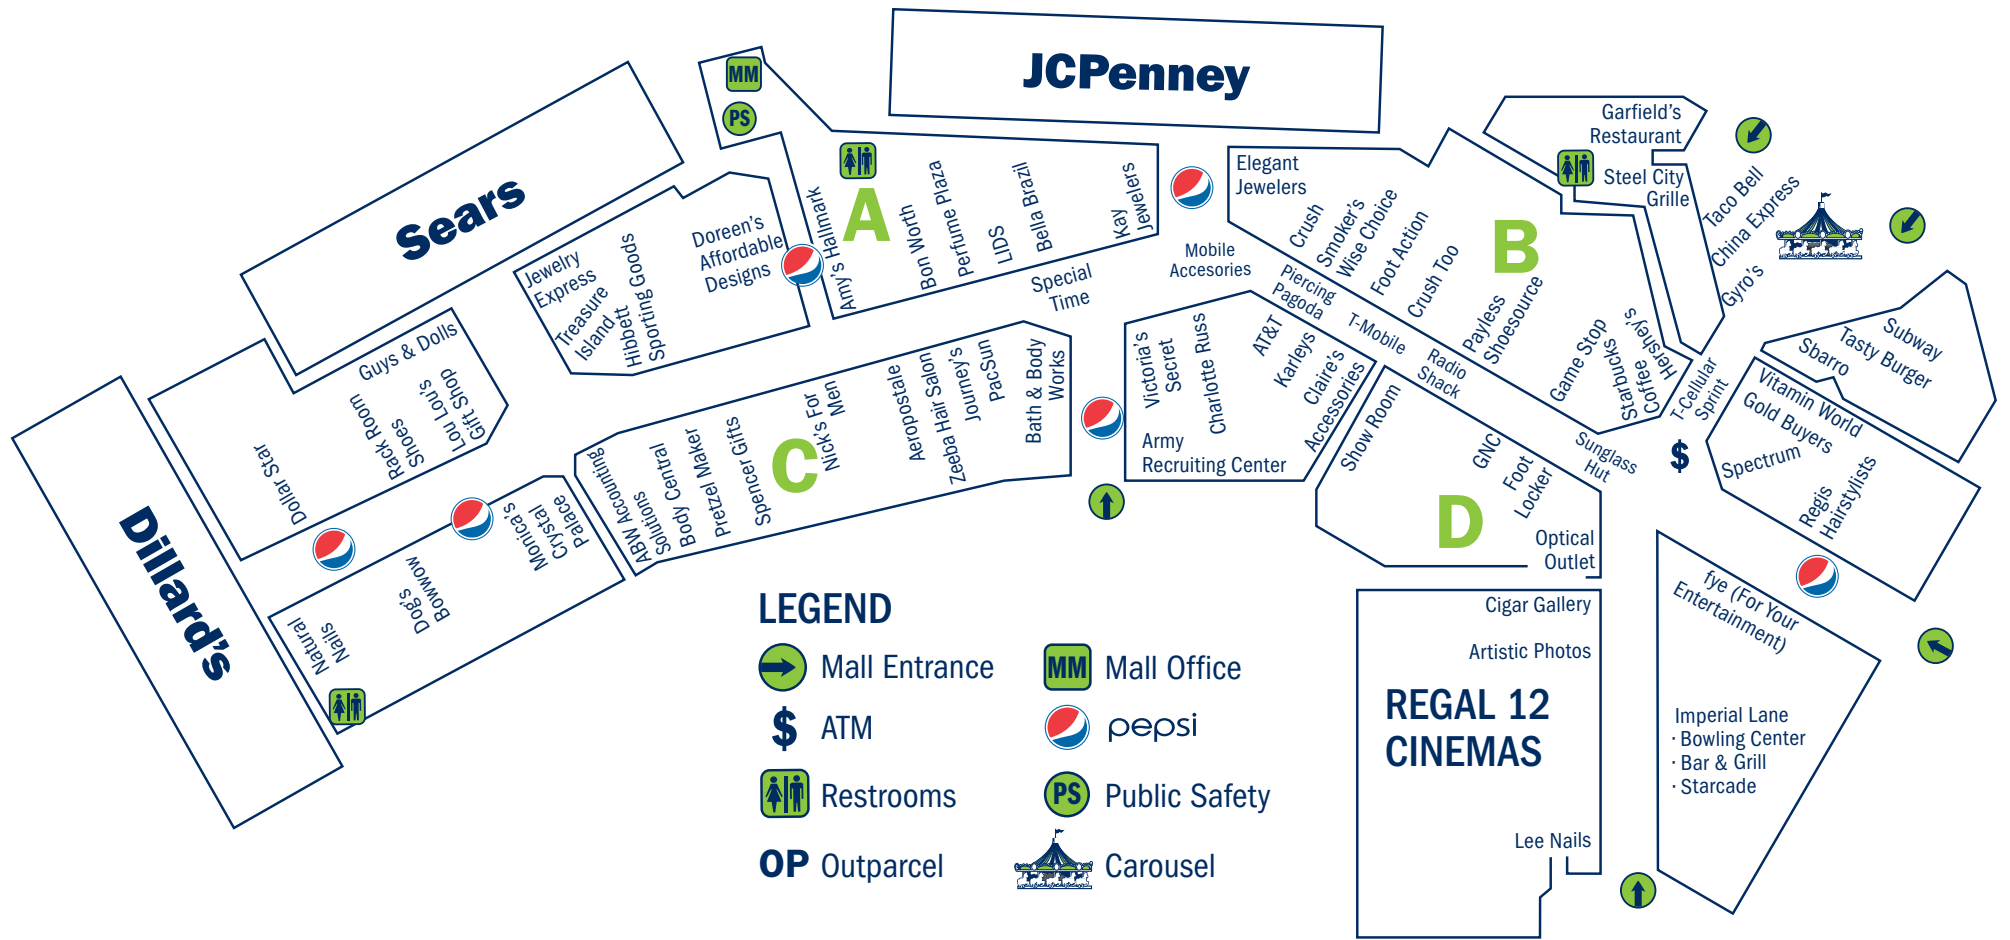 JCPenney
Sears
Dillard's
MM
PS
A
Amy's Hallmark
Bon Worth
Perfume Plaza
LIDS
Bella Brazil
Kay
Jewelers
Jewelry
Express
Treasure
Island
Hibbett
Sporting Goods
Doreen's
Affordable
Designs
Guys & Dolls
Dollar Star
Rack Room
Shoes
Lou Lou's
Gift Shop
Natural
Nails
Dog's
Bowwow
Monica's
Crystal
Palace
C
ABW Accounting
Solutions
Body Central
Pretzel Maker
Spencer Gifts
Nick's For
Men
Aeropostale
Zeeba Hair Salon
Journey's
PacSun
Bath & Body
Works
Special
Time
Mobile
Accesories
Piercing
Pagoda
T-Mobile
Radio
Shack
Sunglass
Hut
T-Cellular
Sprint
$
Victoria's
Secret
Charlotte Russ
AT&T
Karleys
Claire's
Accessories
Army
Recruiting Center
B
Elegant
Jewelers
Crush
Smoker's
Wise Choice
Foot Action
Crush Too
Payless
Shoesource
Game Stop
Starbucks
Coffee
Hershey's
Garfield's
Restaurant
Steel City
Grille
Taco Bell
China Express
Gyro's
Subway
Tasty Burger
Sbarro
Vitamin World
Gold Buyers
Spectrum
Regis
Hairstylists
D
Show Room
GNC
Foot
Locker
Optical
Outlet
Cigar Gallery
Artistic Photos
REGAL 12
CINEMAS
Lee Nails
fye (For Your
Entertainment)
Imperial Lane
· Bowling Center
· Bar & Grill
· Starcade
LEGEND
Mall Entrance
MM Mall Office
$ ATM
pepsi
Restrooms
PS Public Safety
OP Outparcel
Carousel